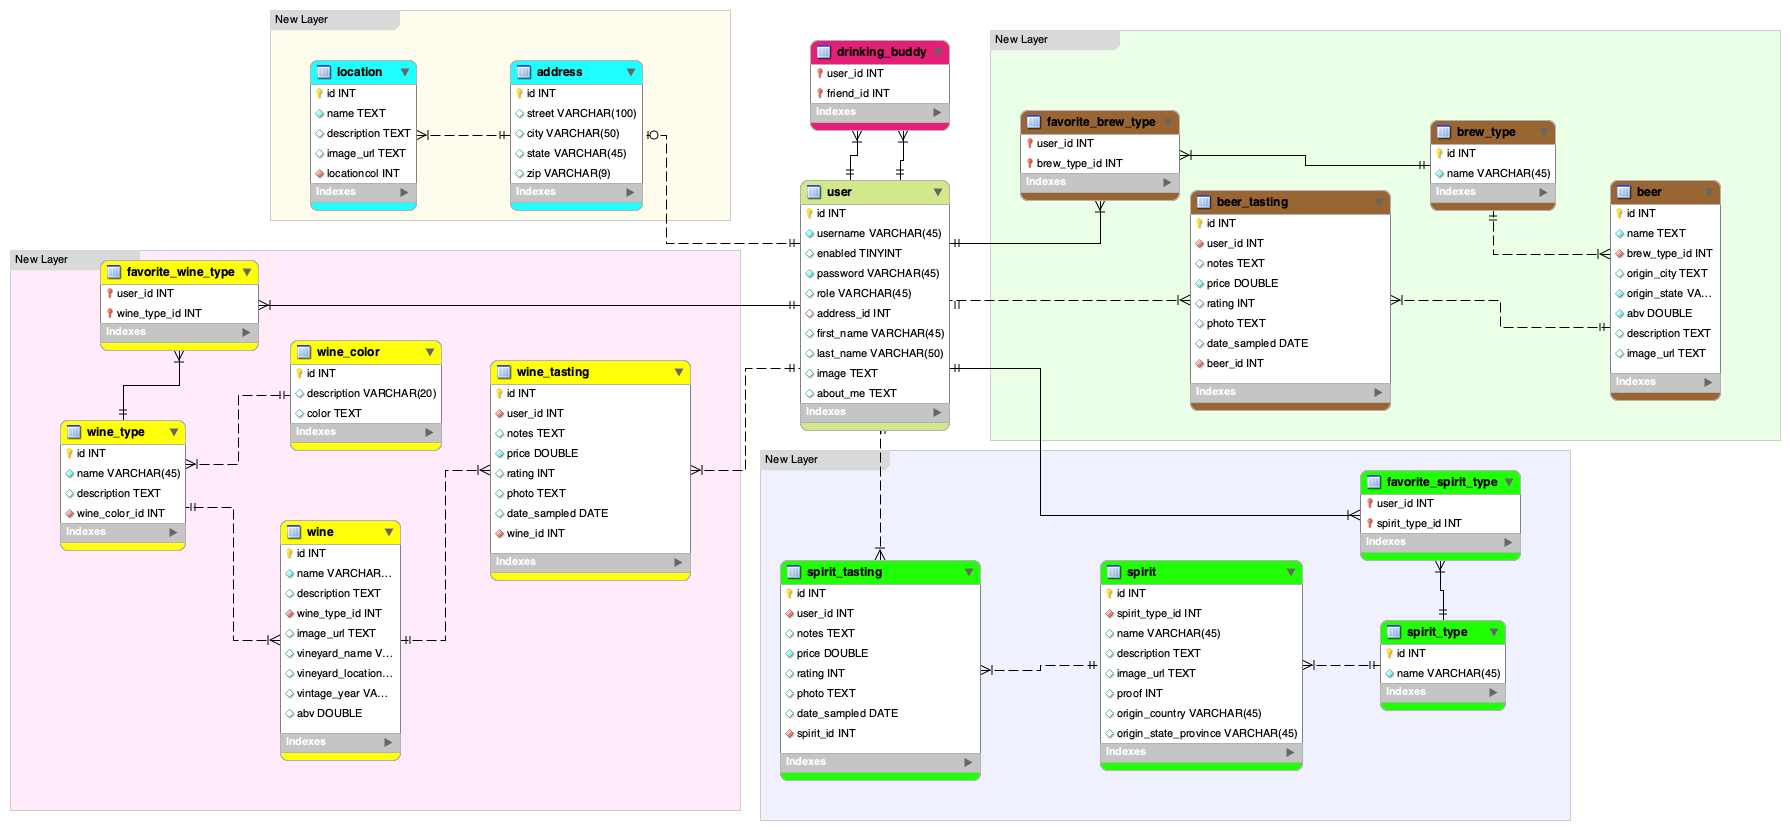 New Layer
location
id INT
name TEXT
description TEXT
image_url TEXT
locationcol INT
Indexes
address
id INT
street VARCHAR(100)
city VARCHAR(50)
state VARCHAR(45)
zip VARCHAR(9)
Indexes
drinking_buddy
user_id INT
friend_id INT
Indexes
user
id INT
username VARCHAR(45)
enabled TINYINT
password VARCHAR(45)
role VARCHAR(45)
address_id INT
first_name VARCHAR(45)
last_name VARCHAR(50)
image TEXT
about_me TEXT
Indexes
New Layer
favorite_brew_type
user_id INT
brew_type_id INT
Indexes
brew_type
id INT
name VARCHAR(45)
Indexes
beer_tasting
id INT
user_id INT
notes TEXT
price DOUBLE
rating INT
photo TEXT
date_sampled DATE
beer_id INT
Indexes
beer
id INT
name TEXT
brew_type_id INT
origin_city TEXT
origin_state VA...
abv DOUBLE
description TEXT
image_url TEXT
Indexes
New Layer
favorite_wine_type
user_id INT
wine_type_id INT
Indexes
wine_color
id INT
description VARCHAR(20)
color TEXT
Indexes
wine_type
id INT
name VARCHAR(45)
description TEXT
wine_color_id INT
Indexes
wine_tasting
id INT
user_id INT
notes TEXT
price DOUBLE
rating INT
photo TEXT
date_sampled DATE
wine_id INT
Indexes
wine
id INT
name VARCHAR...
description TEXT
wine_type_id INT
image_url TEXT
vineyard_name V...
vineyard_location...
vintage_year VA...
abv DOUBLE
Indexes
New Layer
favorite_spirit_type
user_id INT
spirit_type_id INT
Indexes
spirit_tasting
id INT
user_id INT
notes TEXT
price DOUBLE
rating INT
photo TEXT
date_sampled DATE
spirit_id INT
Indexes
spirit
id INT
spirit_type_id INT
name VARCHAR(45)
description TEXT
image_url TEXT
proof INT
origin_country VARCHAR(45)
origin_state_province VARCHAR(45)
Indexes
spirit_type
id INT
name VARCHAR(45)
Indexes